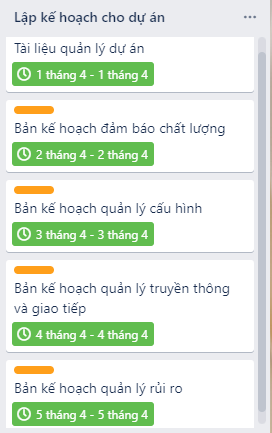 Lập kế hoạch cho dự án
Tài liệu quản lý dự án
1 tháng 4 - 1 tháng 4
Bản kế hoạch đảm bảo chất lượng
2 tháng 4 - 2 tháng 4
Bản kế hoạch quản lý cấu hình
3 tháng 4 - 3 tháng 4
Bản kế hoạch quản lý truyền thông
và giao tiếp
4 tháng 4 - 4 tháng 4
Bản kế hoạch quản lý rủi ro
5 tháng 4 - 5 tháng 4